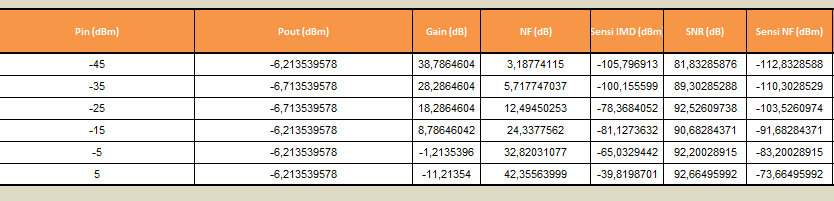 Pin (dBm) Pout (dBm) Gain (dB) NF (dB) Sensi IMD (dBm SNR (dB) Sensi NF (dBm)
-45 -6,213539578 38,7864604 3,18774115 -105,796913 81,83285876 -112,8328588
-35 -6,713539578 28,2864604 5,717747037 -100,155599 89,30285288 -110,3028529
-25 -6,713539578 18,2864604 12,49450253 -78,3684052 92,52609738 -103,5260974
-15 -6,213539578 8,78646042 24,3377562 -81,1273632 90,68284371 -91,68284371
-5 -6,213539578 -1,2135396 32,82031077 -65,0329442 92,20028915 -83,20028915
5 -6,213539578 -11,21354 42,35563999 -39,8198701 92,66495992 -73,66495992